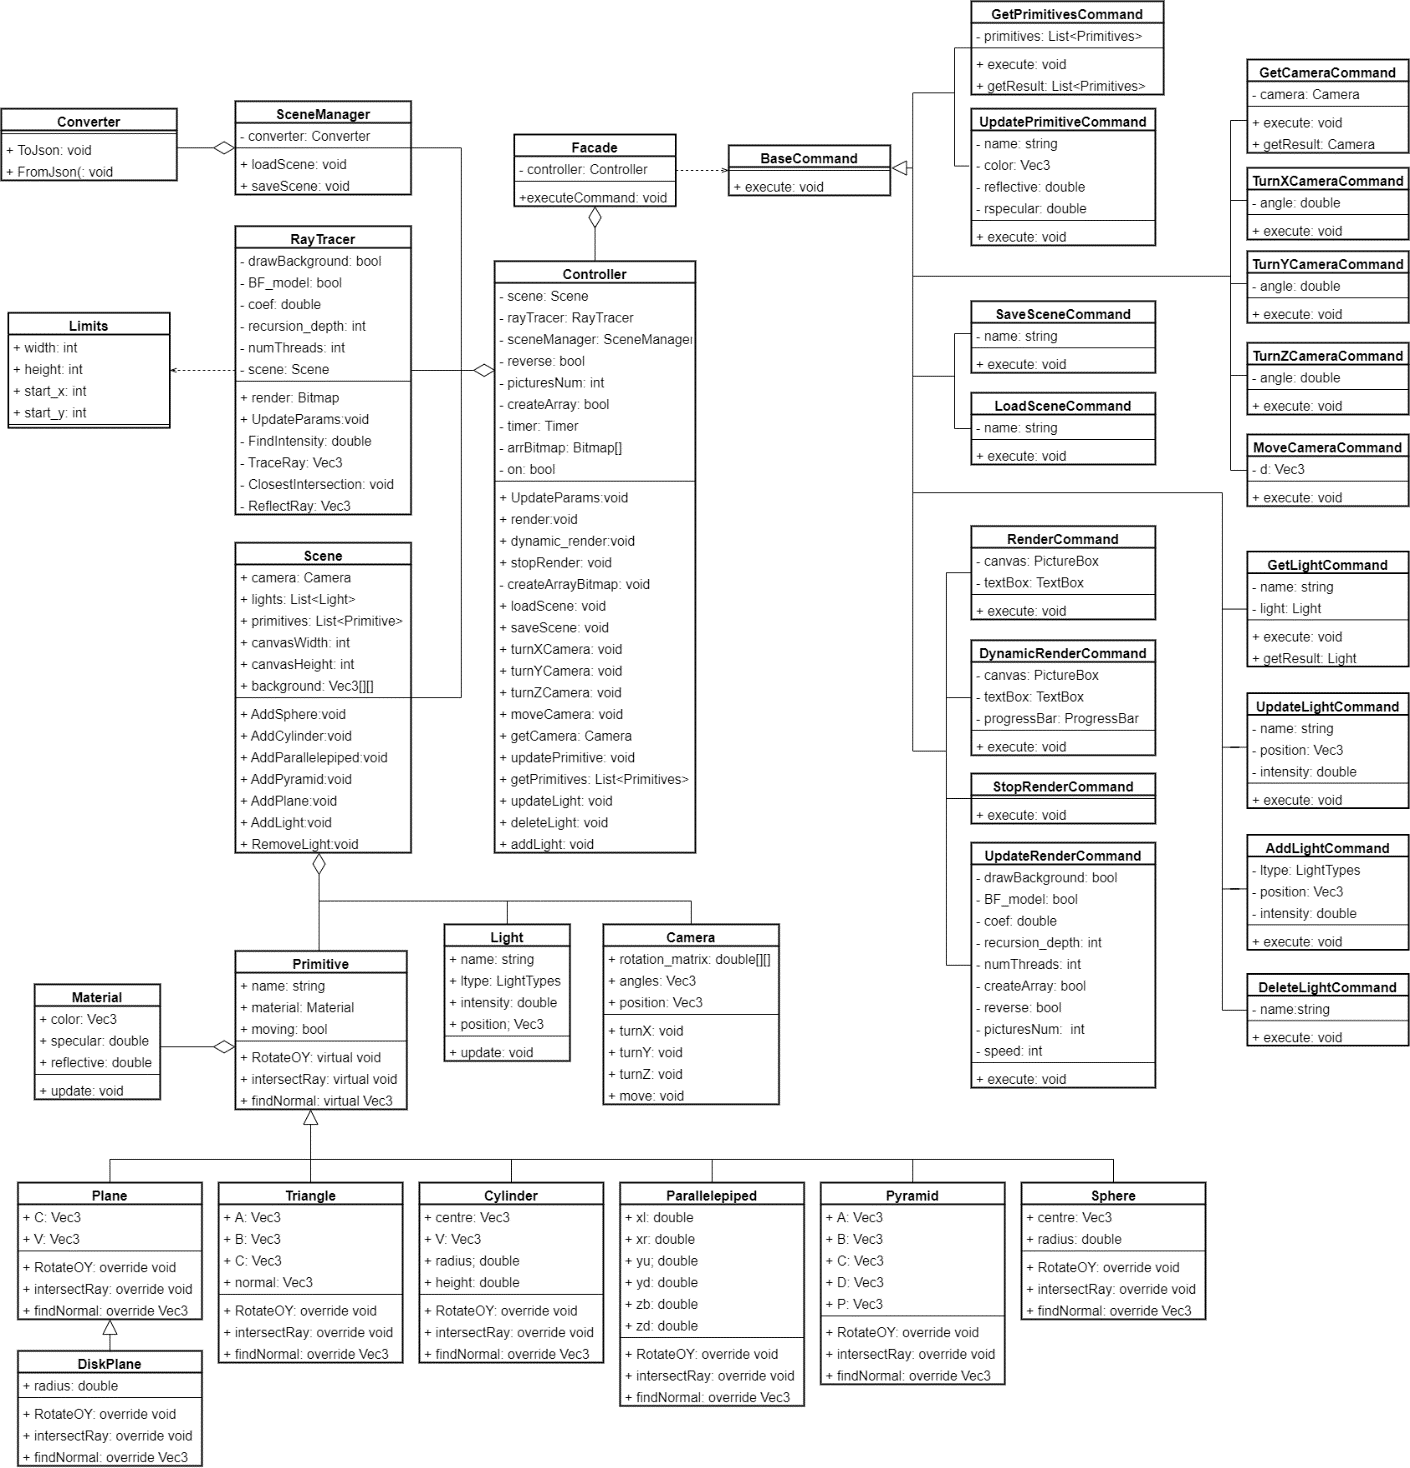 GetPrimitivesCommand
- primitives: List<Primitives>
+ execute: void
+ getResult: List<Primitives>
UpdatePrimitiveCommand
- name: string
- color: Vec3
- reflective: double
- rspecular: double
+ execute: void
GetCameraCommand
- camera: Camera
+ execute: void
+ getResult: Camera
TurnXCameraCommand
- angle: double
+ execute: void
TurnYCameraCommand
- angle: double
+ execute: void
TurnZCameraCommand
- angle: double
+ execute: void
MoveCameraCommand
- d: Vec3
+ execute: void
Converter
+ ToJson: void
+ FromJson(: void
SceneManager
- converter: Converter
+ loadScene: void
+ saveScene: void
Facade
- controller: Controller
+executeCommand: void
BaseCommand
+ execute: void
RayTracer
- drawBackground: bool
- BF_model: bool
- coef: double
- recursion_depth: int
- numThreads: int
- scene: Scene
+ render: Bitmap
+ UpdateParams:void
- FindIntensity: double
- TraceRay: Vec3
- ClosestIntersection: void
- ReflectRay: Vec3
Limits
+ width: int
+ height: int
+ start_x: int
+ start_y: int
Controller
- scene: Scene
- rayTracer: RayTracer
- sceneManager: SceneManager
- reverse: bool
- picturesNum: int
- createArray: bool
- timer: Timer
- arrBitmap: Bitmap[]
- on: bool
+ UpdateParams:void
+ render:void
+ dynamic_render:void
+ stopRender: void
- createArrayBitmap: void
+ loadScene: void
+ saveScene: void
+ turnXCamera: void
+ turnYCamera: void
+ turnZCamera: void
+ moveCamera: void
+ getCamera: Camera
+ updatePrimitive: void
+ getPrimitives: List<Primitives>
+ updateLight: void
+ deleteLight: void
+ addLight: void
SaveSceneCommand
- name: string
+ execute: void
LoadSceneCommand
- name: string
+ execute: void
Scene
+ camera: Camera
+ lights: List<Light>
+ primitives: List<Primitive>
+ canvasWidth: int
+ canvasHeight: int
+ background: Vec3[][]
+ AddSphere:void
+ AddCylinder:void
+ AddParallelepiped:void
+ AddPyramid:void
+ AddPlane:void
+ AddLight:void
+ RemoveLight:void
RenderCommand
- canvas: PictureBox
- textBox: TextBox
+ execute: void
DynamicRenderCommand
- canvas: PictureBox
- textBox: TextBox
- progressBar: ProgressBar
+ execute: void
StopRenderCommand
+ execute: void
UpdateRenderCommand
- drawBackground: bool
- BF_model: bool
- coef: double
- recursion_depth: int
- numThreads: int
- createArray: bool
- reverse: bool
- picturesNum:  int
- speed: int
+ execute: void
GetLightCommand
- name: string
- light: Light
+ execute: void
+ getResult: Light
UpdateLightCommand
- name: string
- position: Vec3
- intensity: double
+ execute: void
AddLightCommand
- ltype: LightTypes
- position: Vec3
- intensity: double
+ execute: void
DeleteLightCommand
- name:string
+ execute: void
Material
+ color: Vec3
+ specular: double
+ reflective: double
+ update: void
Primitive
+ name: string
+ material: Material
+ moving: bool
+ RotateOY: virtual void
+ intersectRay: virtual void
+ findNormal: virtual Vec3
Light
+ name: string
+ ltype: LightTypes
+ intensity: double
+ position; Vec3
+ update: void
Camera
+ rotation_matrix: double[][]
+ angles: Vec3
+ position: Vec3
+ turnX: void
+ turnY: void
+ turnZ: void
+ move: void
Plane
+ C: Vec3
+ V: Vec3
+ RotateOY: override void
+ intersectRay: override void
+ findNormal: override Vec3
Triangle
+ A: Vec3
+ B: Vec3
+ C: Vec3
+ normal: Vec3
+ RotateOY: override void
+ intersectRay: override void
+ findNormal: override Vec3
Cylinder
+ centre: Vec3
+ V: Vec3
+ radius; double
+ height: double
+ RotateOY: override void
+ intersectRay: override void
+ findNormal: override Vec3
Parallelepiped
+ xl: double
+ xr: double
+ yu; double
+ yd: double
+ zb: double
+ zd: double
+ RotateOY: override void
+ intersectRay: override void
+ findNormal: override Vec3
Pyramid
+ A: Vec3
+ B: Vec3
+ C: Vec3
+ D: Vec3
+ P: Vec3
+ RotateOY: override void
+ intersectRay: override void
+ findNormal: override Vec3
Sphere
+ centre: Vec3
+ radius: double
+ RotateOY: override void
+ intersectRay: override void
+ findNormal: override Vec3
DiskPlane
+ radius: double
+ RotateOY: override void
+ intersectRay: override void
+ findNormal: override Vec3